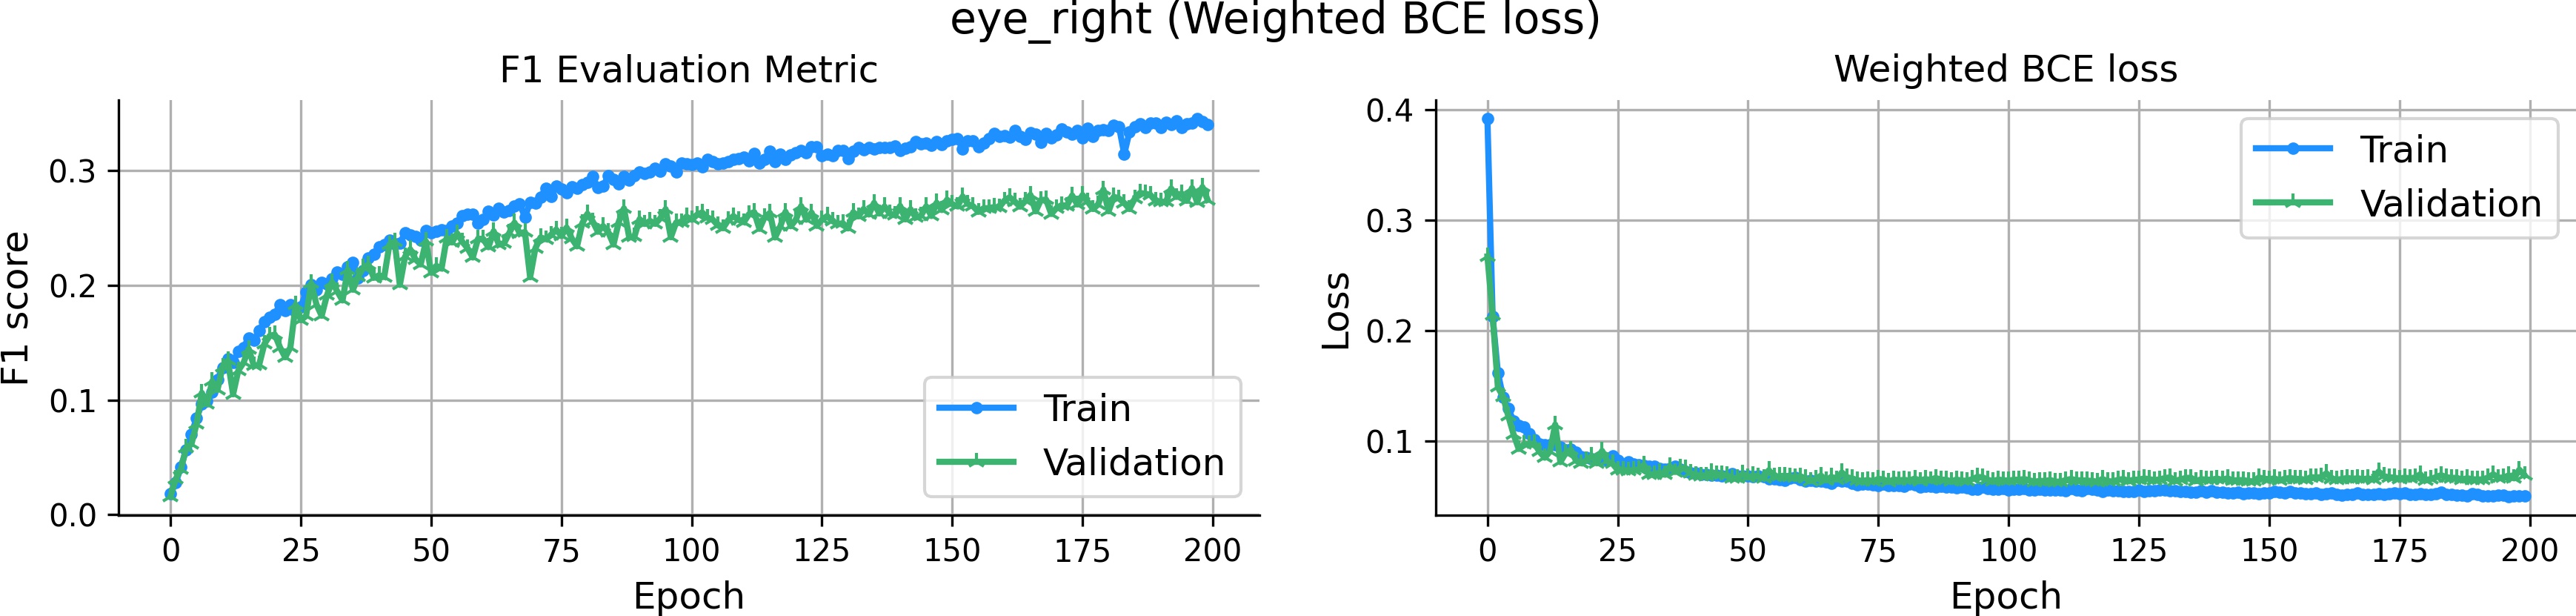 eye_right (Weighted BCE loss)
F1 Evaluation Metric
F1 score
0.3
0.2
0.1
0.0
0 25 50 75 100 125 150 175 200
Epoch
Train
Validation
Weighted BCE loss
Loss
0.4
0.3
0.2
0.1
0 25 50 75 100 125 150 175 200
Epoch
Train
Validation